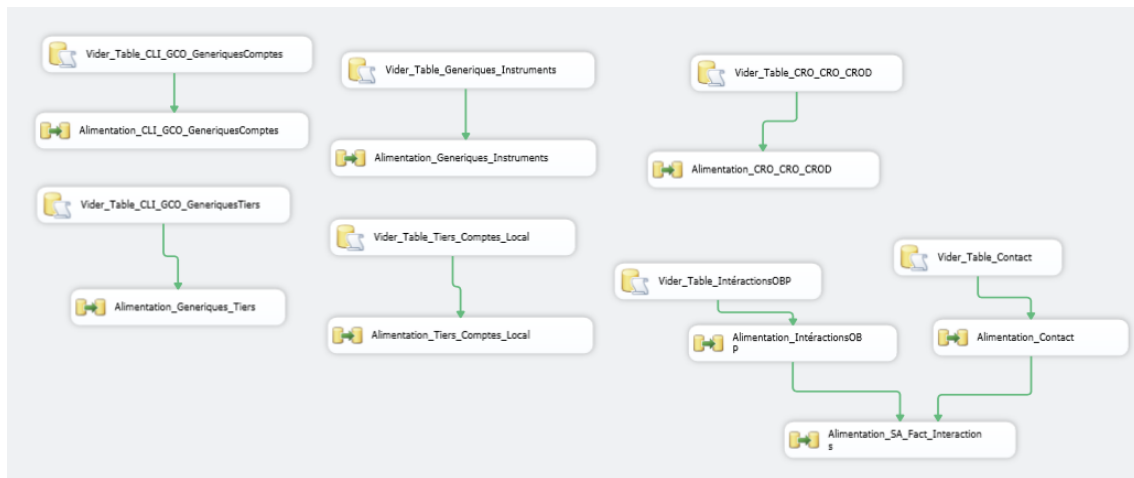 Vider_Table_CLI_GCO_GeneriquesComptes
Vider_Table_Generiques_Instruments
Vider_Table_CRO_CRO_CROD
Alimentation_CLI_GCO_GeneriquesComptes
Alimentation_Generiques_Instruments
Alimentation_CRO_CRO_CROD
Vider_Table_CLI_GCO_GeneriquesTiers
Vider_Table_Tiers_Comptes_Local
Vider_Table_Contact
Vider_Table_IntéractionsOBP
Alimentation_Generiques_Tiers
Alimentation_Tiers_Comptes_Local
Alimentation_IntéractionsOB
P
Alimentation_Contact
Alimentation_SA_Fact_Interaction
s